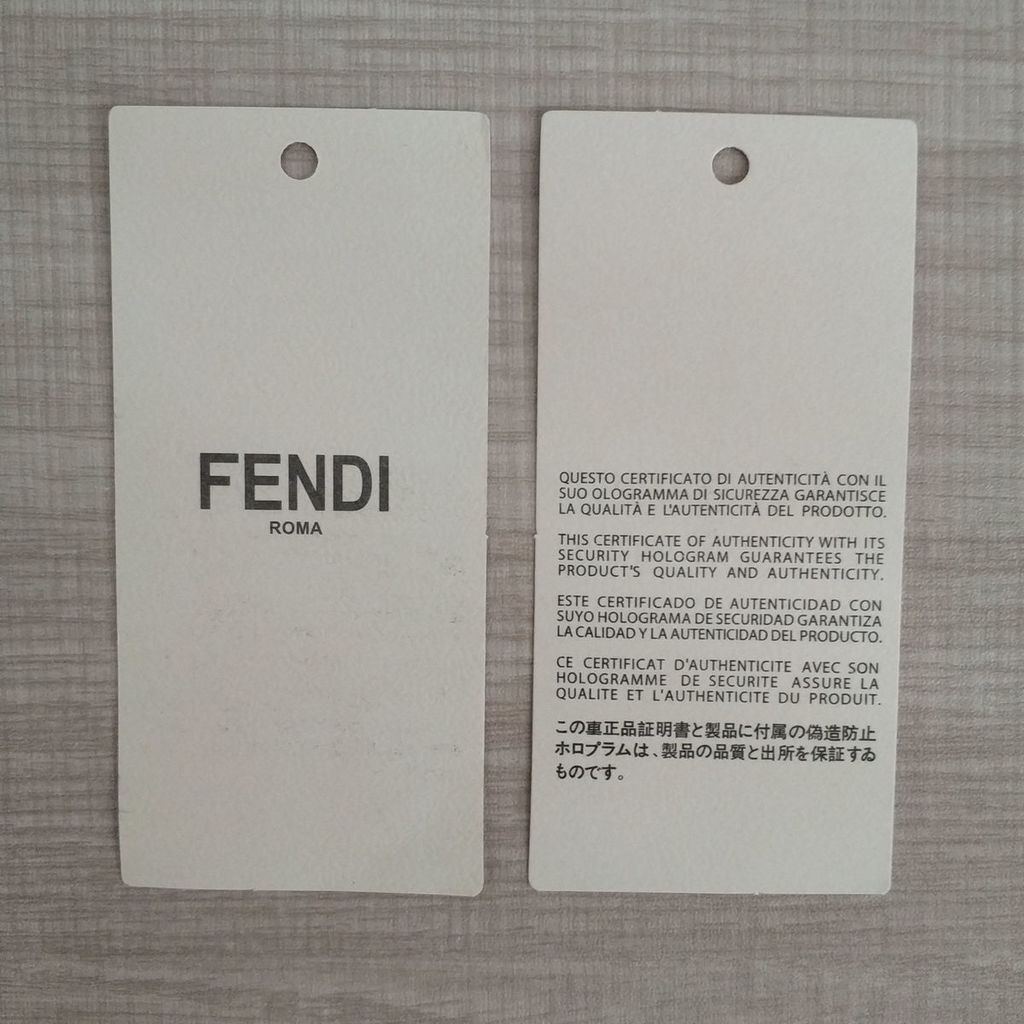 FENDI
ROMA
QUESTO CERTIFICATO DI AUTENTICITÀ CON IL
SUO OLOGRAMMA DI SICUREZZA GARANTISCE
LA QUALITÀ E L'AUTENTICITÀ DEL PRODOTTO.
THIS CERTIFICATE OF AUTHENTICITY WITH ITS
SECURITY HOLOGRAM GUARANTEES THE
PRODUCT'S QUALITY AND AUTHENTICITY.
ESTE CERTIFICADO DE AUTENTICIDAD CON
SUYO HOLOGRAMA DE SECURIDAD GARANTIZA
LA CALIDAD Y LA AUTENTICIDAD DEL PRODUCTO.
CE CERTIFICAT D'AUTHENTICITE AVEC SON
HOLOGRAMME DE SECURITE ASSURE LA
QUALITE ET L'AUTHENTICITE DU PRODUIT.
この車正品証明書と製品に付属の偽造防止
ホロプラムは、製品の品質と出所を保証するゐ
ものです。